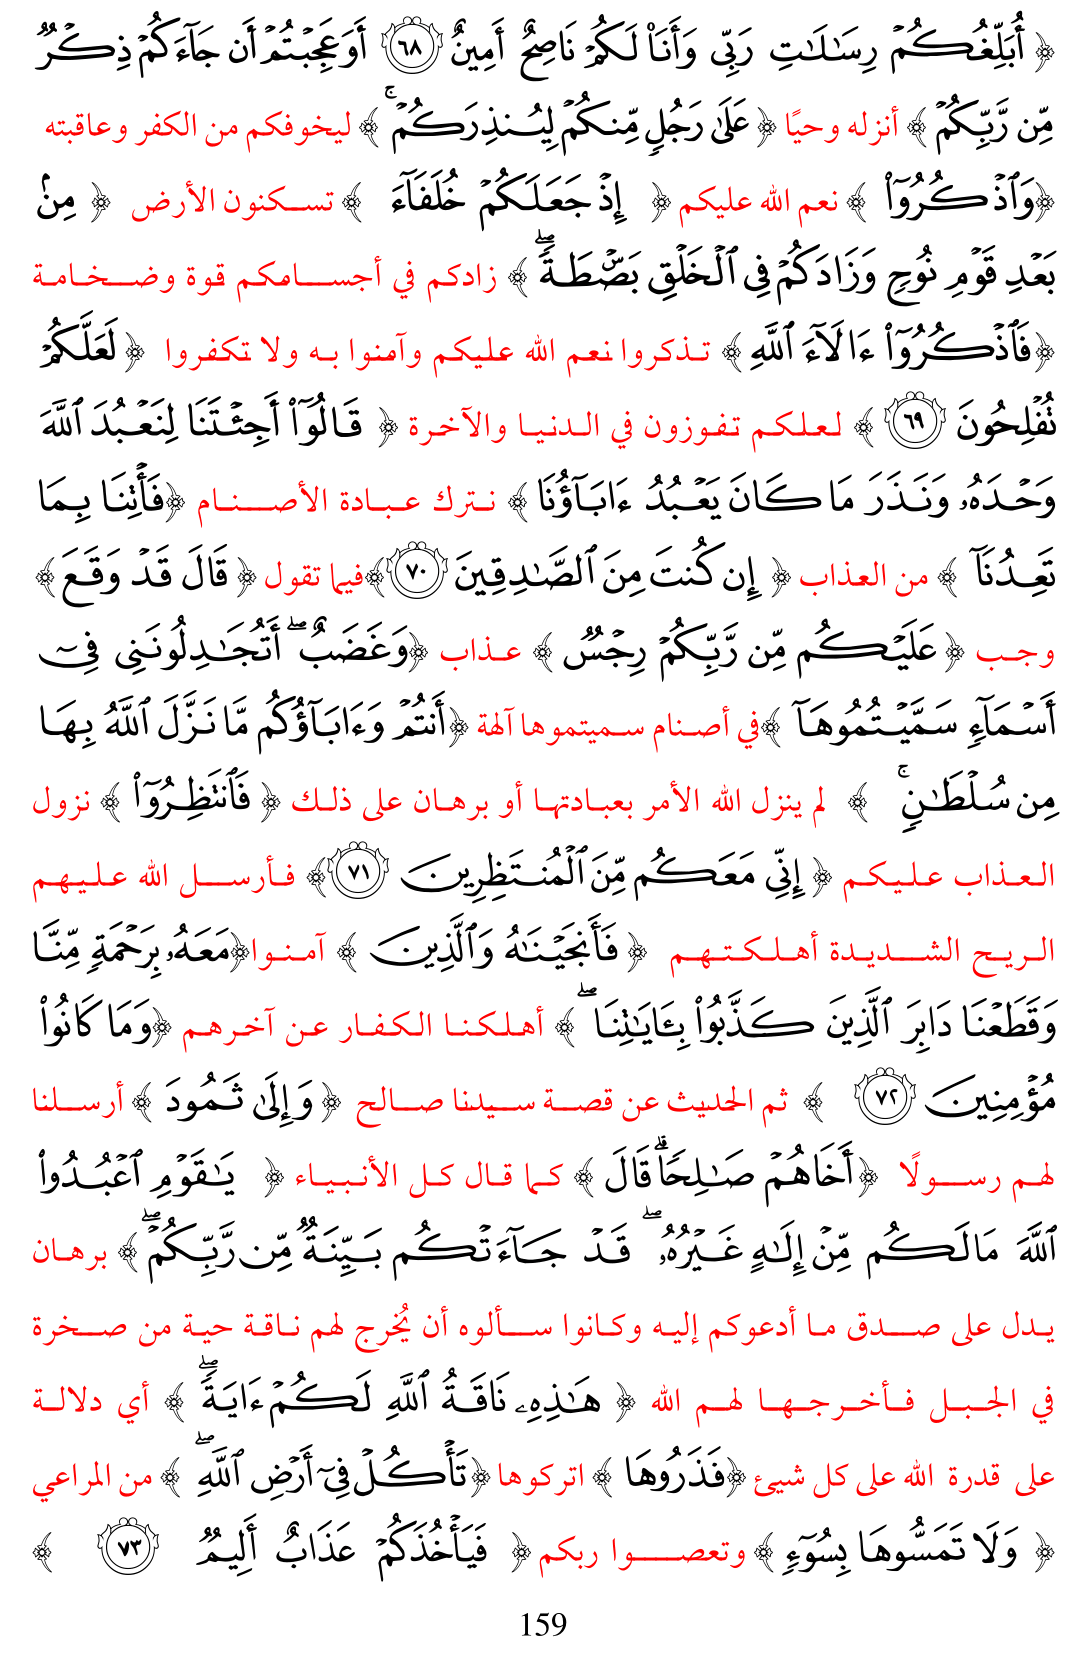 ﴿ أُبَلِّغُكُمۡ رِسَٰلَٰتِ رَبِّي وَأَنَا۠ لَكُمۡ نَاصِحٌ أَمِينٌ ٦٨ أَوَعَجِبۡتُمۡ أَن جَآءَكُمۡ ذِكۡرٞ
مِّن رَّبِّكُمۡ ﴾ أنزله وحيًا ﴿ عَلَىٰ رَجُلٖ مِّنكُمۡ لِيُنذِرَكُمۡۚ ﴾ ليخوفكم من الكفر وعاقبته
﴿وَٱذۡكُرُوٓاْ ﴾ نعم الله عليكم ﴿ إِذۡ جَعَلَكُمۡ خُلَفَآءَ ﴾ تسكنون الأرض ﴿ مِنۢ
بَعۡدِ قَوۡمِ نُوحٖ وَزَادَكُمۡ فِي ٱلۡخَلۡقِ بَصۜۡطَةٗۖ ﴾ زادكم في أجسامكم قوة وضخامة
﴿فَٱذۡكُرُوٓاْ ءَالَآءَ ٱللَّهِ ﴾ تذكروا نعم الله عليكم وآمنوا به ولا تكفروا ﴿ لَعَلَّكُمۡ
تُفۡلِحُونَ ٦٩ ﴾ لعلكم تفوزون في الدنيا والآخرة ﴿ قَالُوٓاْ أَجِئۡتَنَا لِنَعۡبُدَ ٱللَّهَ
وَحۡدَهُۥ وَنَذَرَ مَا كَانَ يَعۡبُدُ ءَابَآؤُنَا ﴾ نترك عبادة الأصنام ﴿فَأۡتِنَا بِمَا
تَعِدُنَآ ﴾ من العذاب ﴿ إِن كُنتَ مِنَ ٱلصَّٰدِقِينَ ٧٠ ﴾فيما تقول ﴿ قَالَ قَدۡ وَقَعَ ﴾
وجب ﴿ عَلَيۡكُم مِّن رَّبِّكُمۡ رِجۡسٞ ﴾ عذاب ﴿وَغَضَبٌۖ أَتُجَٰدِلُونَنِي فِيٓ
أَسۡمَآءٖ سَمَّيۡتُمُوهَآ ﴾في أصنام سميتموها آلهة ﴿أَنتُمۡ وَءَابَآؤُكُم مَّا نَزَّلَ ٱللَّهُ بِهَا
مِن سُلۡطَٰنٖۚ ﴾ لم ينزل الله الأمر بعبادتها أو برهان على ذلك ﴿ فَٱنتَظِرُوٓاْ ﴾ نزول
العذاب عليكم ﴿ إِنِّي مَعَكُم مِّنَ ٱلۡمُنتَظِرِينَ ٧١ ﴾ فأرسل الله عليهم
الريح الشديدة أهلكتهم ﴿ فَأَنجَيۡنَٰهُ وَٱلَّذِينَ ﴾ آمنوا﴿مَعَهُۥ بِرَحۡمَةٖ مِّنَّا
وَقَطَعۡنَا دَابِرَ ٱلَّذِينَ كَذَّبُواْ بِـَٔايَٰتِنَاۖ ﴾ أهلكنا الكفار عن آخرهم ﴿وَمَا كَانُواْ
مُؤۡمِنِينَ ٧٢ ﴾ ثم الحديث عن قصة سيدنا صالح ﴿ وَإِلَىٰ ثَمُودَ ﴾ أرسلنا
لهم رسولًا ﴿أَخَاهُمۡ صَٰلِحٗاۚ قَالَ ﴾ كما قال كل الأنبياء ﴿ يَٰقَوۡمِ ٱعۡبُدُواْ
ٱللَّهَ مَا لَكُم مِّنۡ إِلَٰهٍ غَيۡرُهُۥۖ قَدۡ جَآءَتۡكُم بَيِّنَةٞ مِّن رَّبِّكُمۡۖ ﴾ برهان
يدل على صدق ما أدعوكم إليه وكانوا سألوه أن يُخرج لهم ناقة حية من صخرة
في الجبل فأخرجها لهم الله ﴿ هَٰذِهِۦ نَاقَةُ ٱللَّهِ لَكُمۡ ءَايَةٗۖ ﴾ أي دلالة
على قدرة الله على كل شيئ ﴿فَذَرُوهَا ﴾ اتركوها ﴿تَأۡكُلۡ فِيٓ أَرۡضِ ٱللَّهِۖ ﴾ من المراعي
﴿ وَلَا تَمَسُّوهَا بِسُوٓءٖ ﴾ وتعصوا ربكم ﴿ فَيَأۡخُذَكُمۡ عَذَابٌ أَلِيمٞ ٧٣ ﴾
159